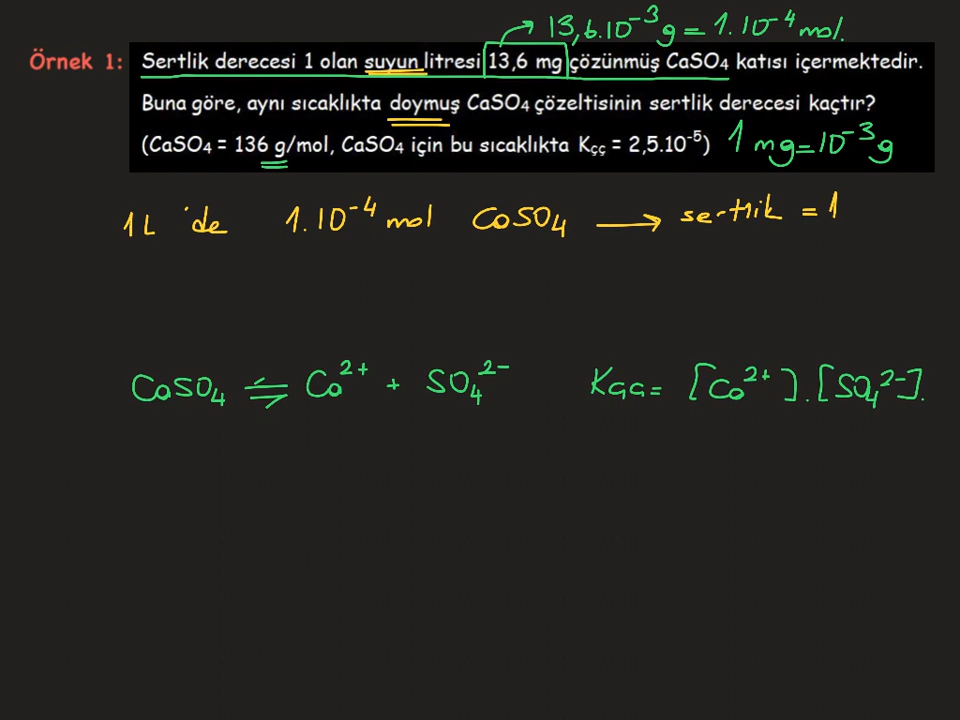 13,6.10⁻³g = 1.10⁻⁴ mol.
Örnek 1: Sertlik derecesi 1 olan suyun litresi 13,6 mg çözünmüş CaSO₄ katısı içermektedir.
Buna göre, aynı sıcaklıkta doymuş CaSO₄ çözeltisinin sertlik derecesi kaçtır?
(CaSO₄ = 136 g/mol, CaSO₄ için bu sıcaklıkta Kçç = 2,5.10⁻⁵) 1 mg = 10⁻³g
1L 'de 1.10⁻⁴ mol CaSO₄ → sertlik = 1
CaSO₄ ⇌ Ca²⁺ + SO₄²⁻ Kçç = [Ca²⁺].[SO₄²⁻].